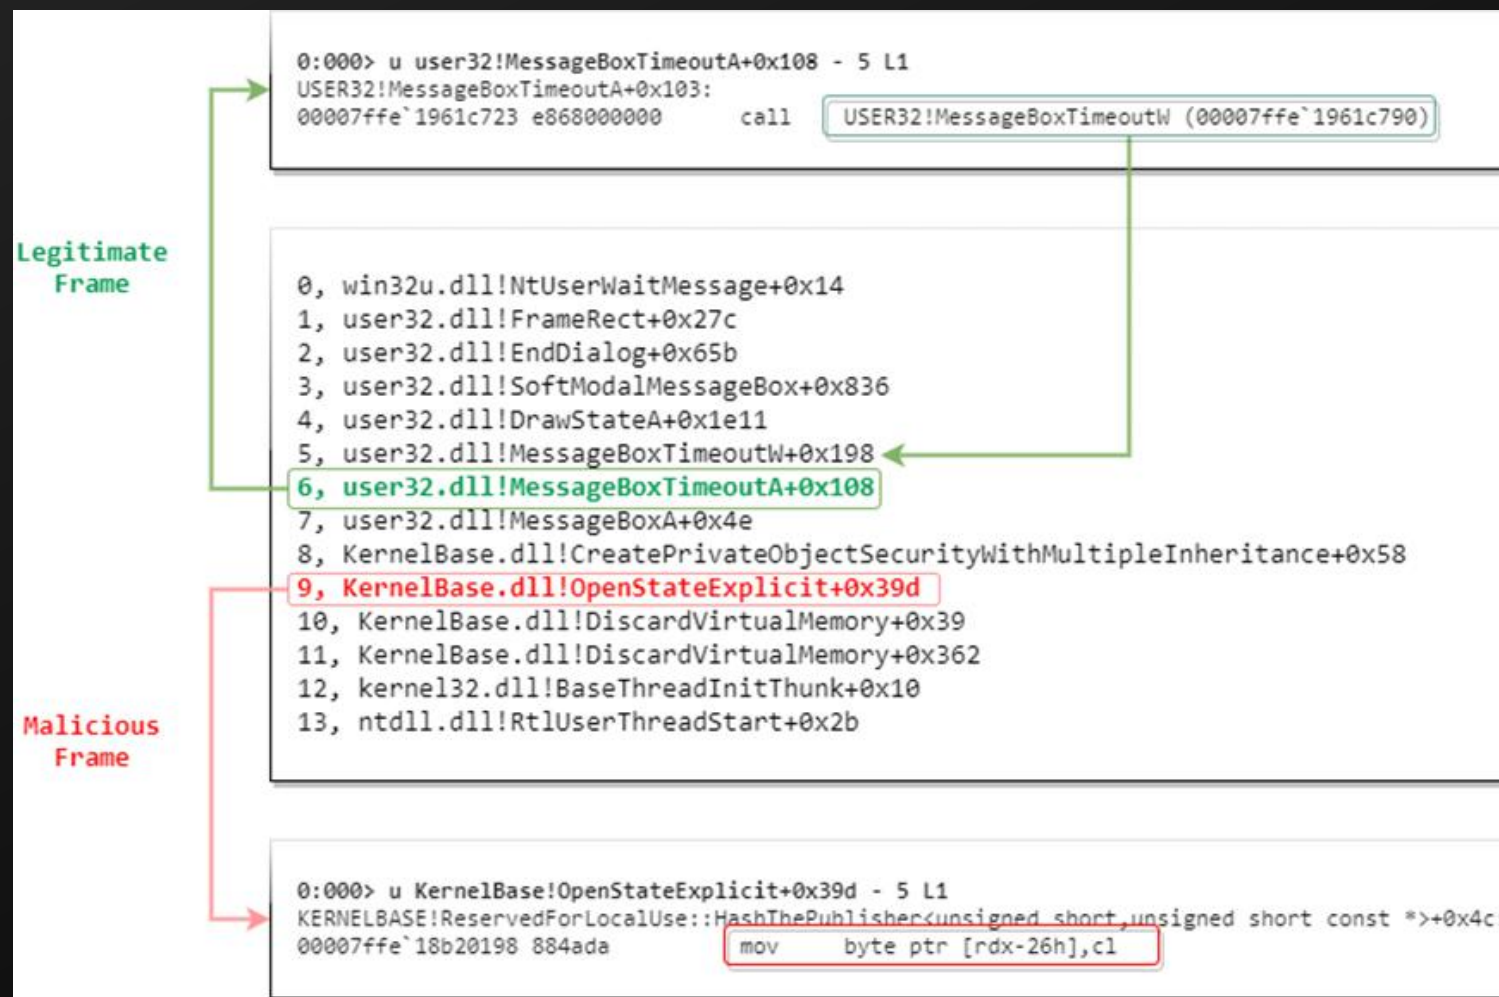 0:000> u user32!MessageBoxTimeoutA+0x108 - 5 L1
USER32!MessageBoxTimeoutA+0x103:
00007ffe`1961c723 e868000000 call USER32!MessageBoxTimeoutW (00007ffe`1961c790)
Legitimate
Frame
0, win32u.dll!NtUserWaitMessage+0x14
1, user32.dll!FrameRect+0x27c
2, user32.dll!EndDialog+0x65b
3, user32.dll!SoftModalMessageBox+0x836
4, user32.dll!DrawStateA+0x1e11
5, user32.dll!MessageBoxTimeoutW+0x198
6, user32.dll!MessageBoxTimeoutA+0x108
7, user32.dll!MessageBoxA+0x4e
8, KernelBase.dll!CreatePrivateObjectSecurityWithMultipleInheritance+0x58
9, KernelBase.dll!OpenStateExplicit+0x39d
10, KernelBase.dll!DiscardVirtualMemory+0x39
11, KernelBase.dll!DiscardVirtualMemory+0x362
12, kernel32.dll!BaseThreadInitThunk+0x10
13, ntdll.dll!RtlUserThreadStart+0x2b
Malicious
Frame
0:000> u KernelBase!OpenStateExplicit+0x39d - 5 L1
KERNELBASE!ReservedForLocalUse::HashThePublisher<unsigned short,unsigned short const *>+0x4c
00007ffe`18b20198 884ada mov byte ptr [rdx-26h],cl